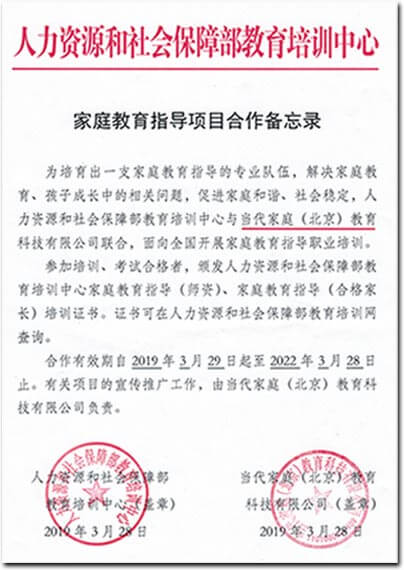 人力资源和社会保障部教育培训中心
家庭教育指导项目合作备忘录
为培育出一支家庭教育指导的专业队伍，解决家庭教
育、孩子成长中的相关问题，促进家庭和谐、社会稳定，人
力资源和社会保障部教育培训中心与当代家庭（北京）教育
科技有限公司联合，面向全国开展家庭教育指导职业培训。
参加培训、考试合格者，颁发人力资源和社会保障部教
育培训中心家庭教育指导（师资）、家庭教育指导（合格家
长）培训证书。证书可在人力资源和社会保障部教育培训网
查询。
合作有效期自 2019 年 3 月 29 日起至 2022 年 3 月 28 日
止。有关项目的宣传推广工作，由当代家庭（北京）教育科
技有限公司负责。
人力资源和社会保障部 当代家庭（北京）教育
教育培训中心（盖章） 科技有限公司（盖章）
2019 年 3 月 28 日 2019 年 3 月 28 日